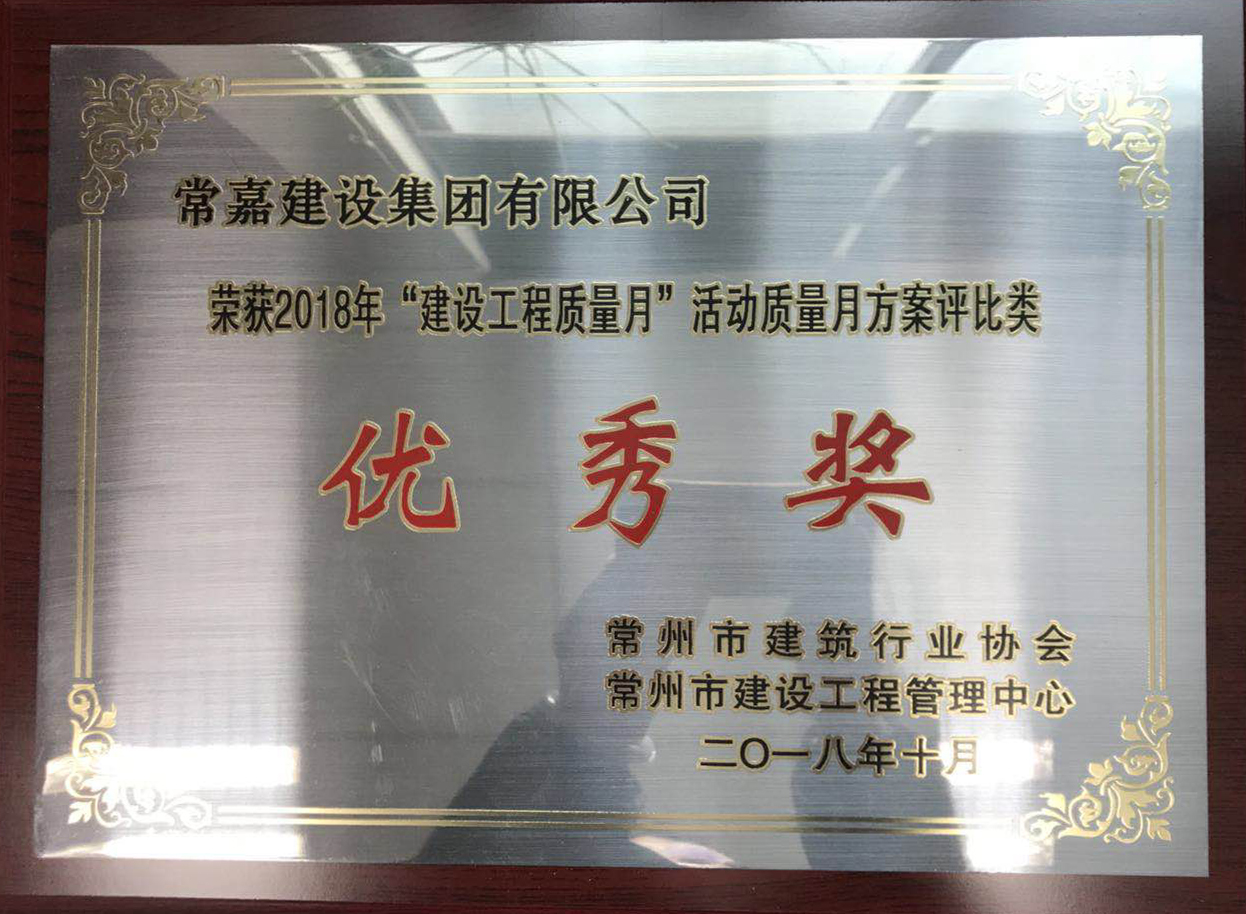 常嘉建设集团有限公司
荣获2018年“建设工程质量月”活动质量月方案评比类
优秀奖
常州市建筑行业协会
常州市建设工程管理中心
二〇一八年十月